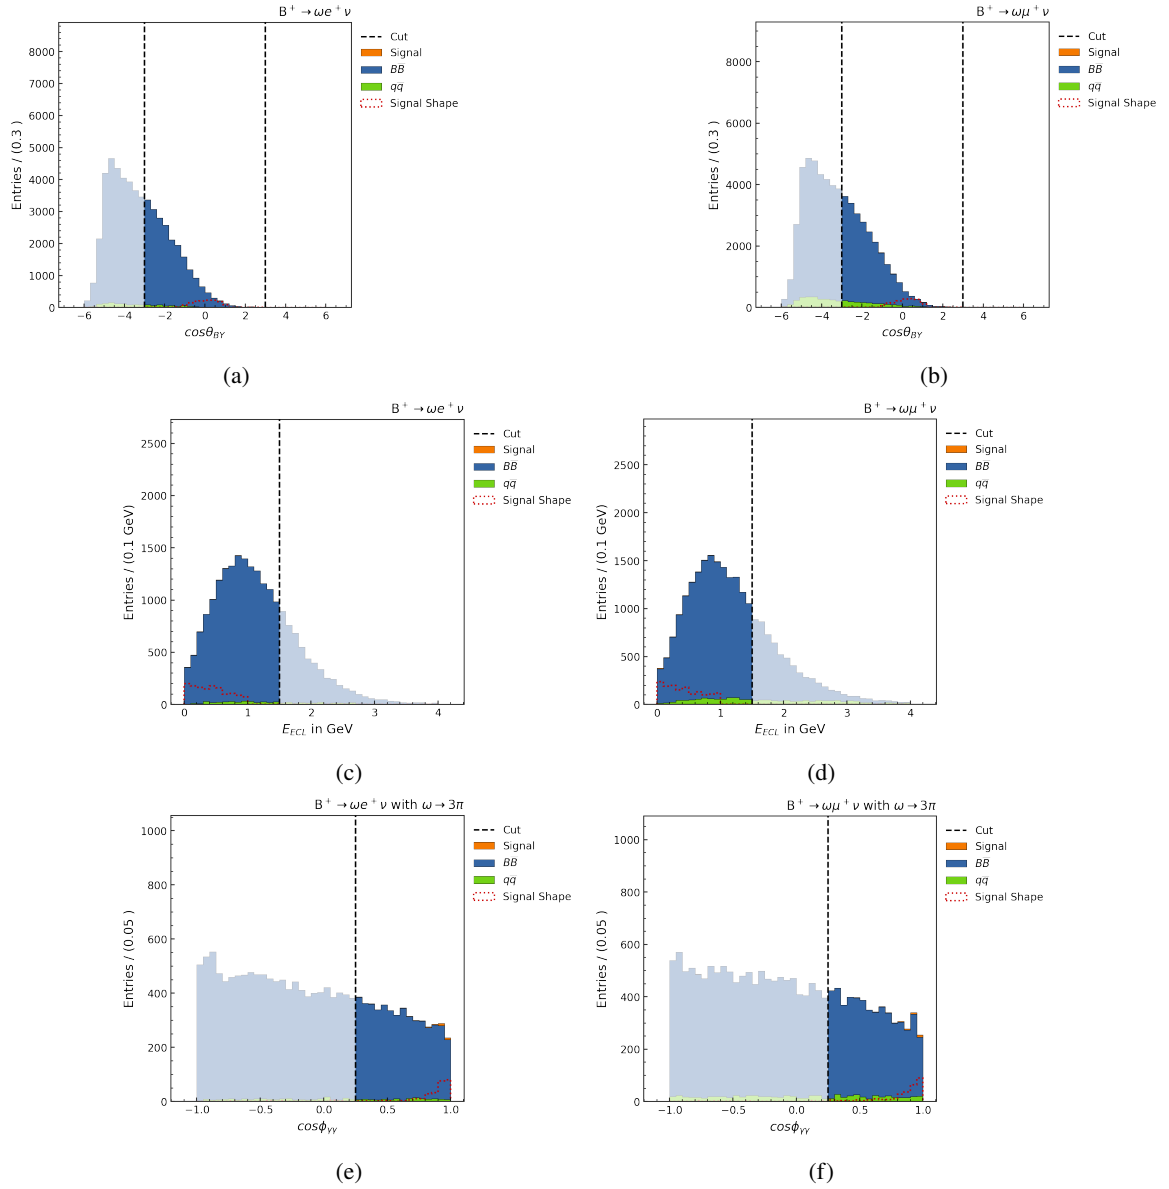 B⁺ → ωe⁺ν
Entries / (0.3 )
8000
7000
6000
5000
4000
3000
2000
1000
0
−6 −4 −2 0 2 4 6
cosθ_BY
Cut
Signal
BB̄
qq̄
Signal Shape
(a)
B⁺ → ωμ⁺ν
Entries / (0.3 )
8000
6000
4000
2000
0
−6 −4 −2 0 2 4 6
cosθ_BY
Cut
Signal
BB̄
qq̄
Signal Shape
(b)
B⁺ → ωe⁺ν
Entries / (0.1 GeV)
2500
2000
1500
1000
500
0
0 1 2 3 4
E_ECL in GeV
Cut
Signal
BB̄
qq̄
Signal Shape
(c)
B⁺ → ωμ⁺ν
Entries / (0.1 GeV)
2500
2000
1500
1000
500
0
0 1 2 3 4
E_ECL in GeV
Cut
Signal
BB̄
qq̄
Signal Shape
(d)
B⁺ → ωe⁺ν with ω → 3π
Entries / (0.05 )
1000
800
600
400
200
0
−1.0 −0.5 0.0 0.5 1.0
cosϕ_γγ
Cut
Signal
BB̄
qq̄
Signal Shape
(e)
B⁺ → ωμ⁺ν with ω → 3π
Entries / (0.05 )
1000
800
600
400
200
0
−1.0 −0.5 0.0 0.5 1.0
cosϕ_γγ
Cut
Signal
BB̄
qq̄
Signal Shape
(f)